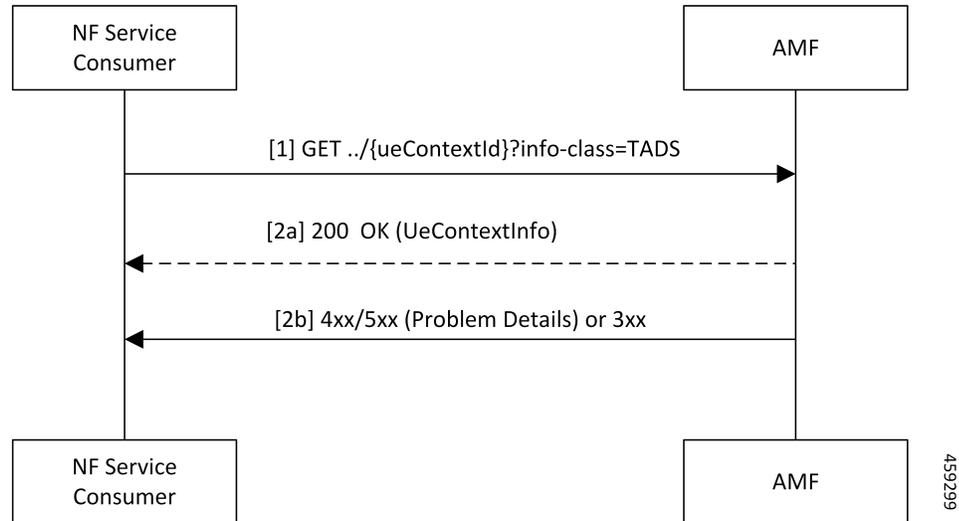 NF Service
Consumer
AMF
[1] GET ../{ueContextId}?info-class=TADS
[2a] 200  OK (UeContextInfo)
[2b] 4xx/5xx (Problem Details) or 3xx
NF Service
Consumer
AMF
459299